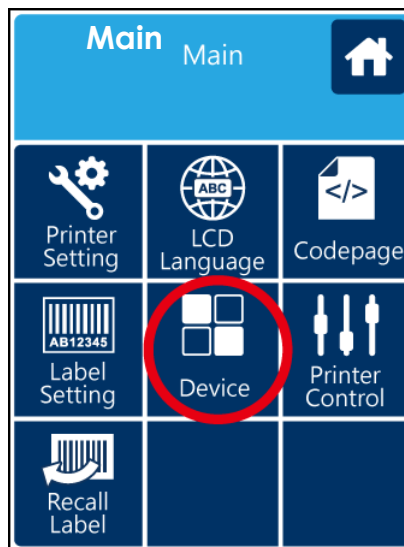 Main
Main
Printer
Setting
ABC
LCD
Language
</>
Codepage
AB12345
Label
Setting
Device
Printer
Control
Recall
Label